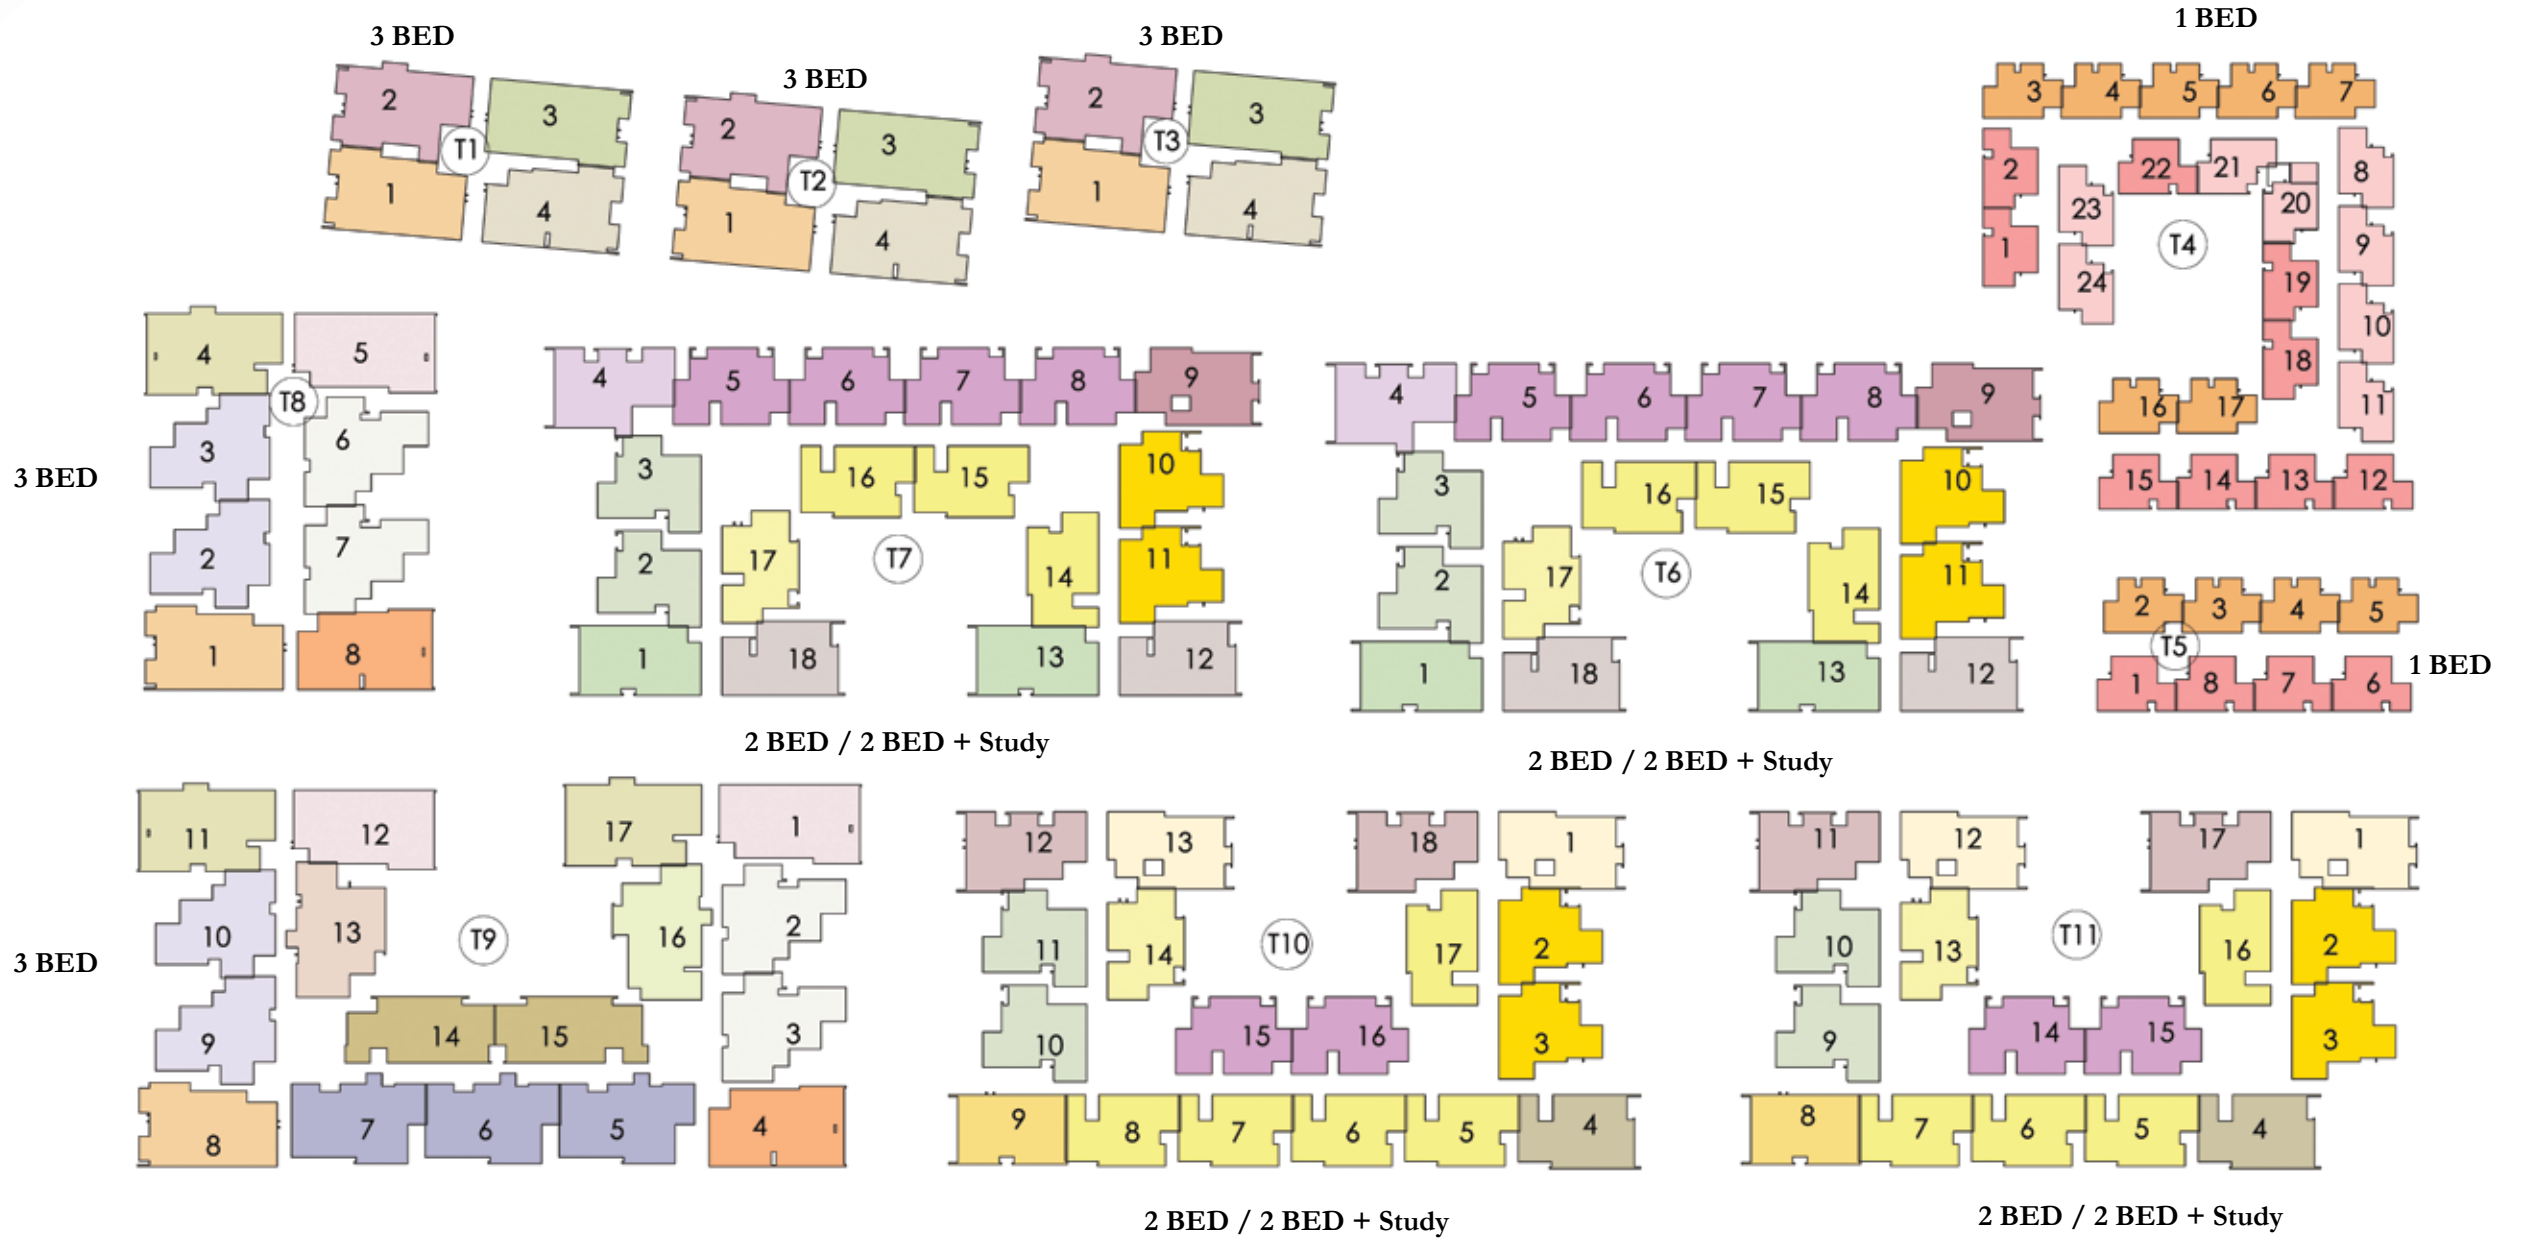 3 BED
2
3
T1
1
4
3 BED
2
3
T2
1
4
3 BED
2
3
T3
1
4
1 BED
3 4 5 6 7
2
22 21
8
23
20
1
T4
9
24
19
10
18
16 17
11
15 14 13 12
2 3 4 5
T5
1 BED
1 8 7 6
4
5
T8
3
6
3 BED
2
7
1
8
4 5 6 7 8 9
3
16 15
10
2
17
T7
14
11
1
18
13
12
2 BED / 2 BED + Study
4 5 6 7 8 9
3
16 15
10
2
17
T6
14
11
1
18
13
12
2 BED / 2 BED + Study
11
12
17
1
10
13
T9
16
2
3 BED
9
14 15
3
8
7 6 5
4
12
13
18
1
11
14
T10
17
2
10
15 16
3
9 8 7 6 5 4
2 BED / 2 BED + Study
11
12
17
1
10
13
T11
16
2
9
14 15
3
8 7 6 5 4
2 BED / 2 BED + Study